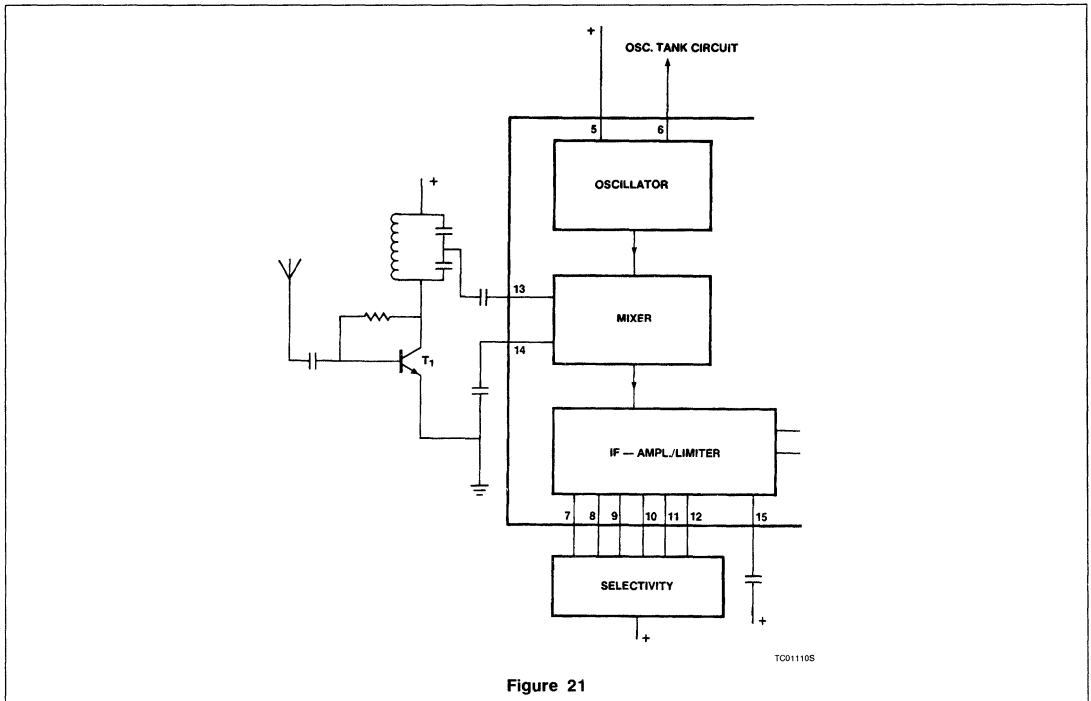 +
OSC. TANK CIRCUIT
5 6
OSCILLATOR
+
13
MIXER
14
T1
IF — AMPL./LIMITER
7 8 9 10 11 12 15
SELECTIVITY
+ +
TC01110S
Figure 21